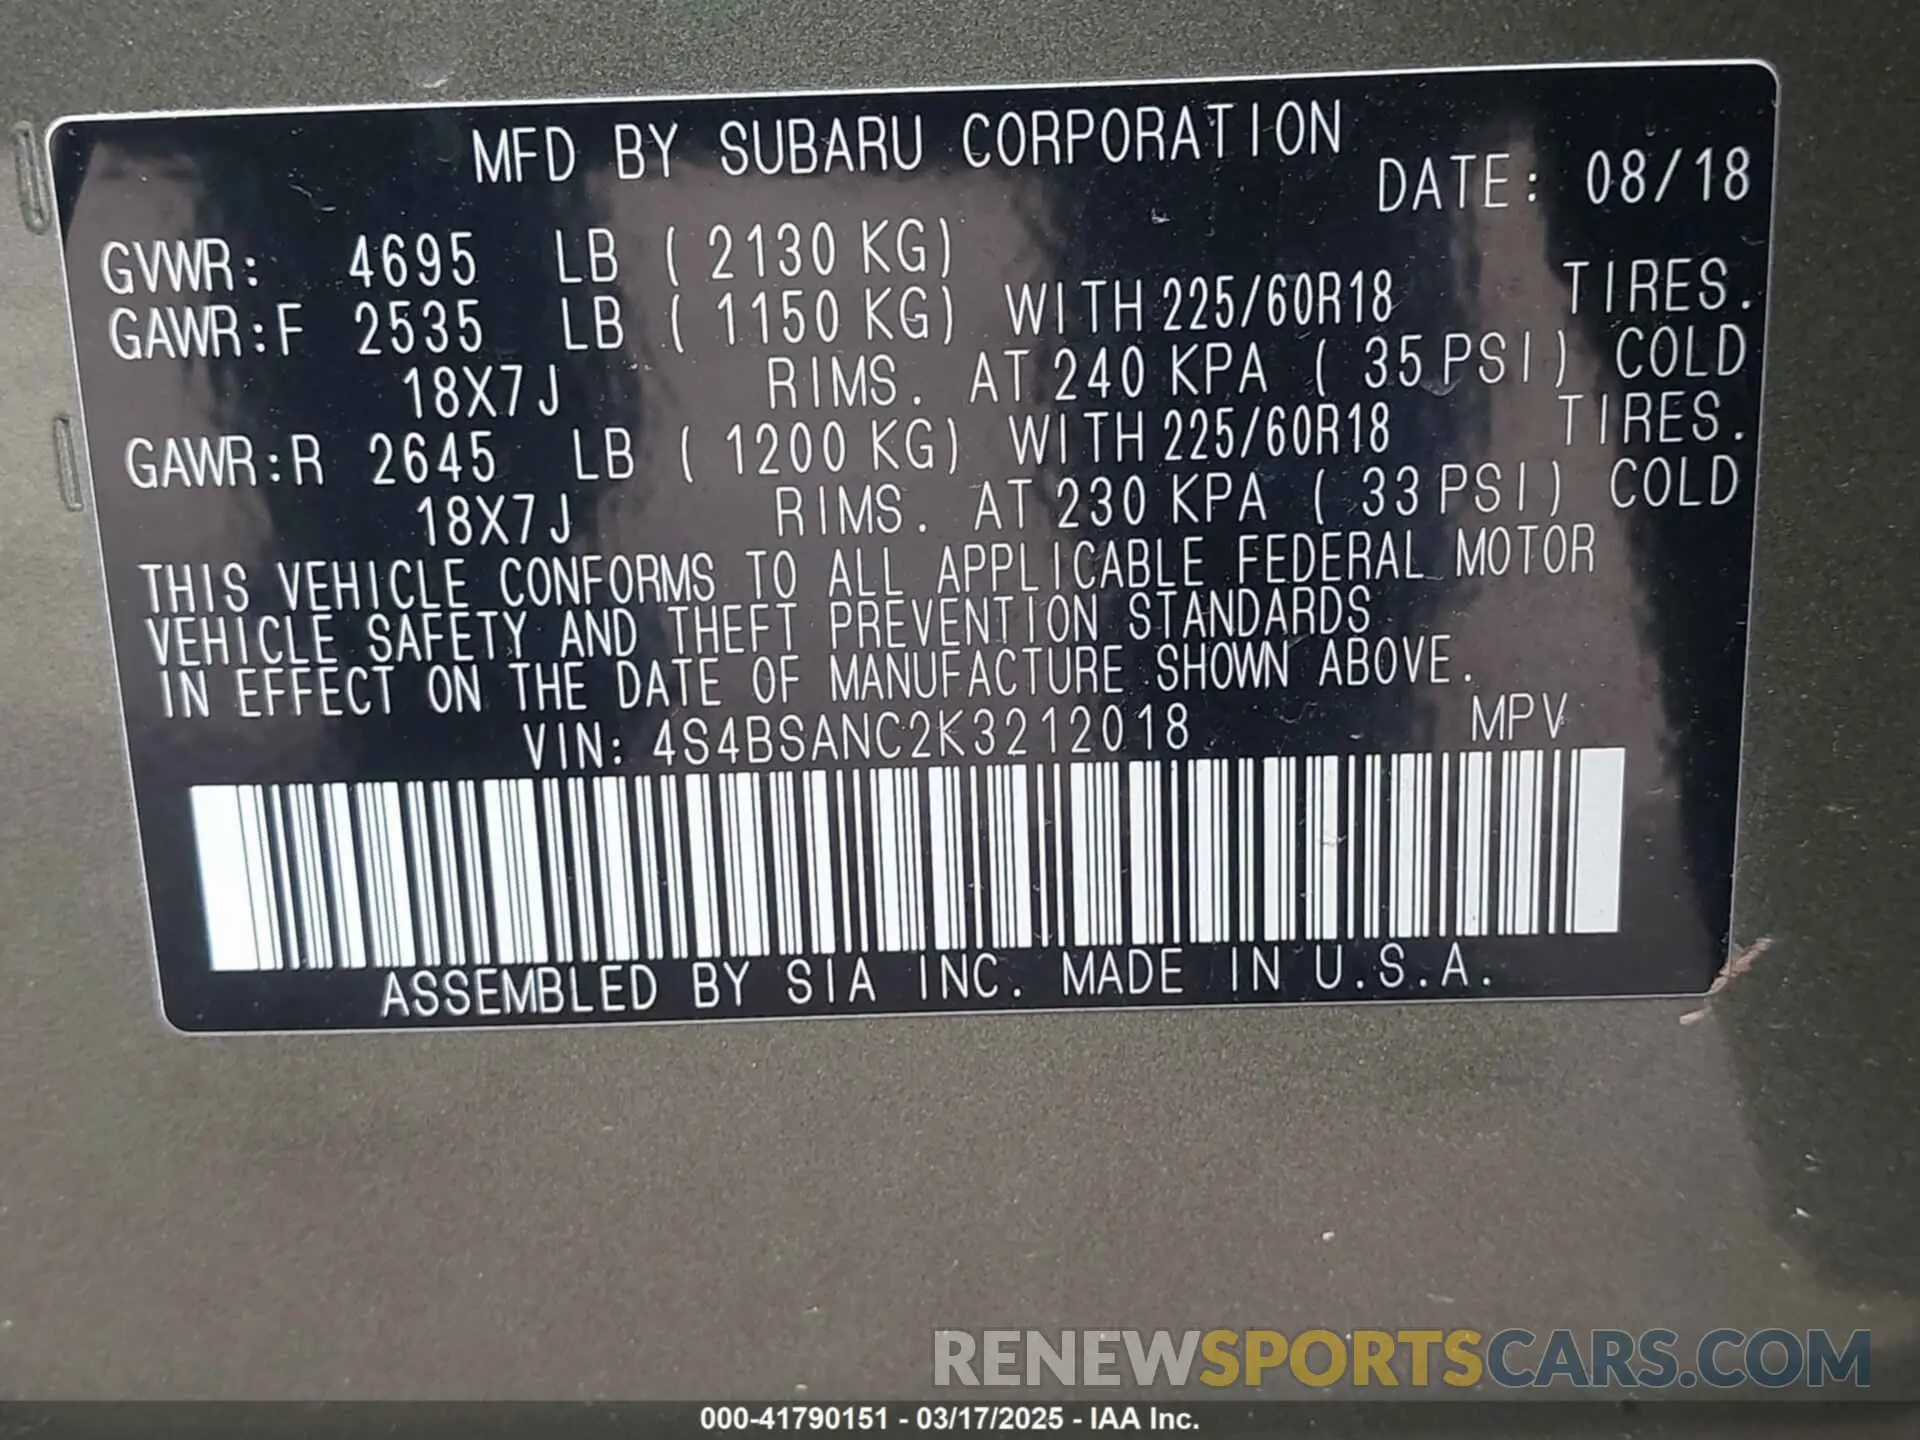 MFD BY SUBARU CORPORATION
DATE: 08/18
GVWR: 4695 LB ( 2130 KG)
GAWR:F 2535 LB ( 1150 KG) WITH 225/60R18 TIRES.
18X7J RIMS. AT 240 KPA ( 35 PSI) COLD
GAWR:R 2645 LB ( 1200 KG) WITH 225/60R18 TIRES.
18X7J RIMS. AT 230 KPA ( 33 PSI) COLD
THIS VEHICLE CONFORMS TO ALL APPLICABLE FEDERAL MOTOR
VEHICLE SAFETY AND THEFT PREVENTION STANDARDS
IN EFFECT ON THE DATE OF MANUFACTURE SHOWN ABOVE.
VIN: 4S4BSANC2K3212018 MPV
ASSEMBLED BY SIA INC. MADE IN U.S.A.
RENEWSPORTSCARS.COM
000-41790151 - 03/17/2025 - IAA Inc.